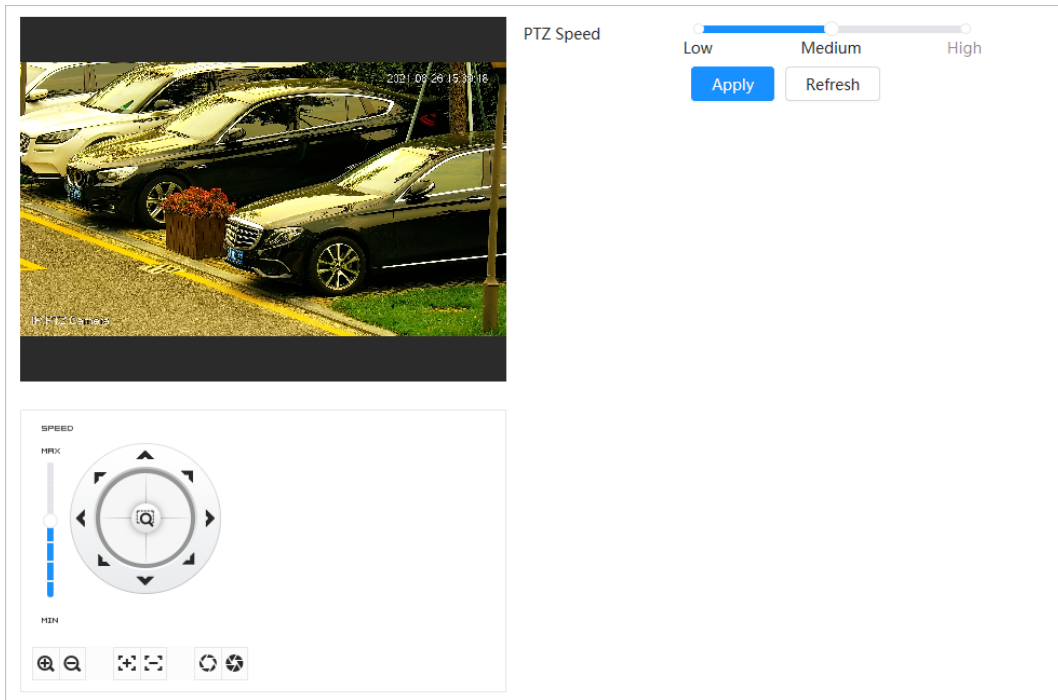 PTZ Speed
Low Medium High
Apply Refresh
2021-08-26 15:39:16
IR PTZ Camera
SPEED
MAX
MIN